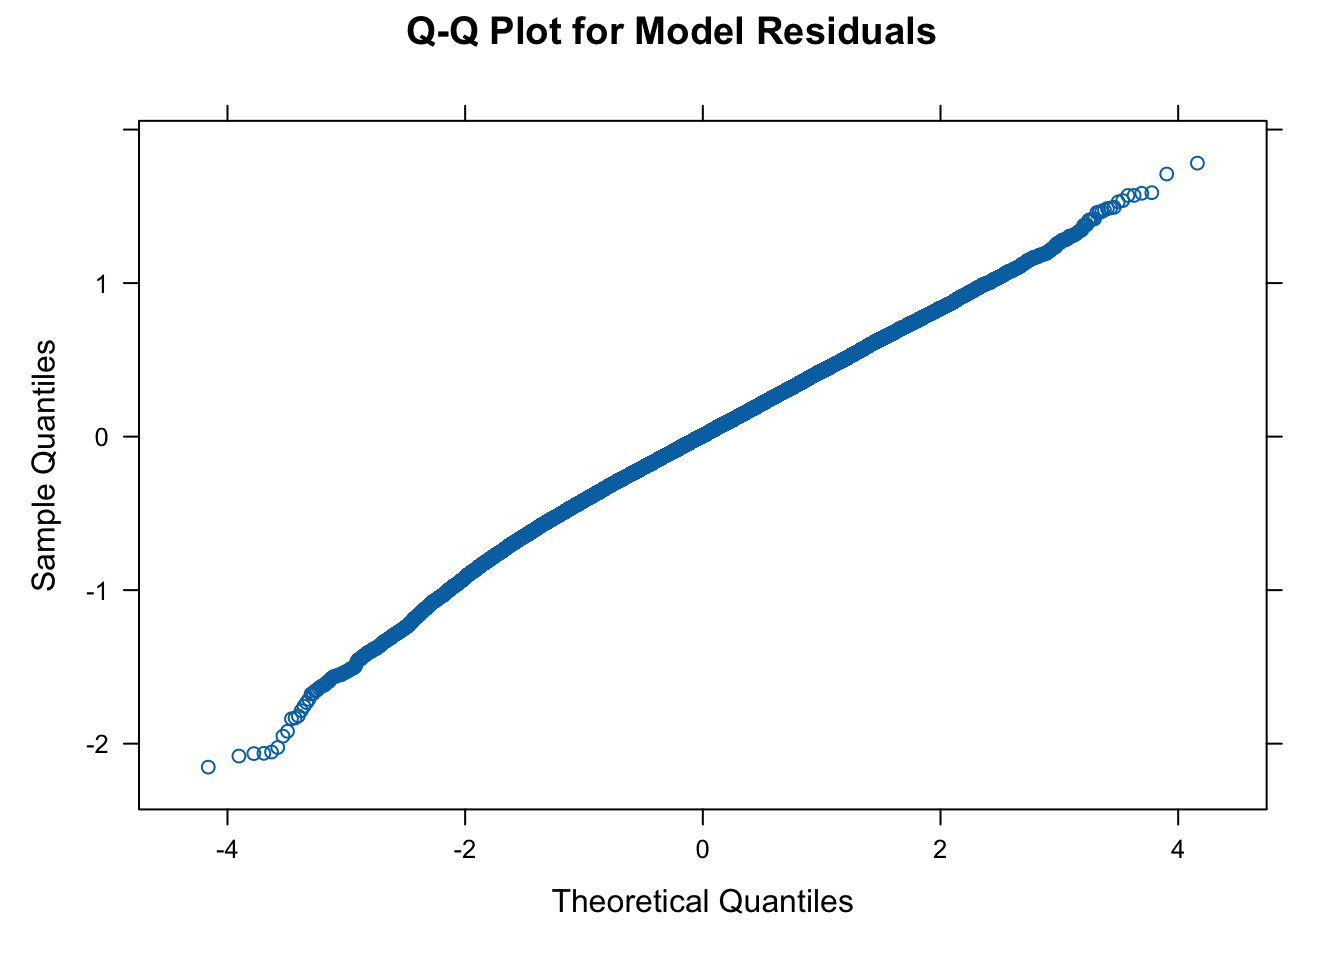 Q-Q Plot for Model Residuals
1
0
-1
-2
Sample Quantiles
-4 -2 0 2 4
Theoretical Quantiles